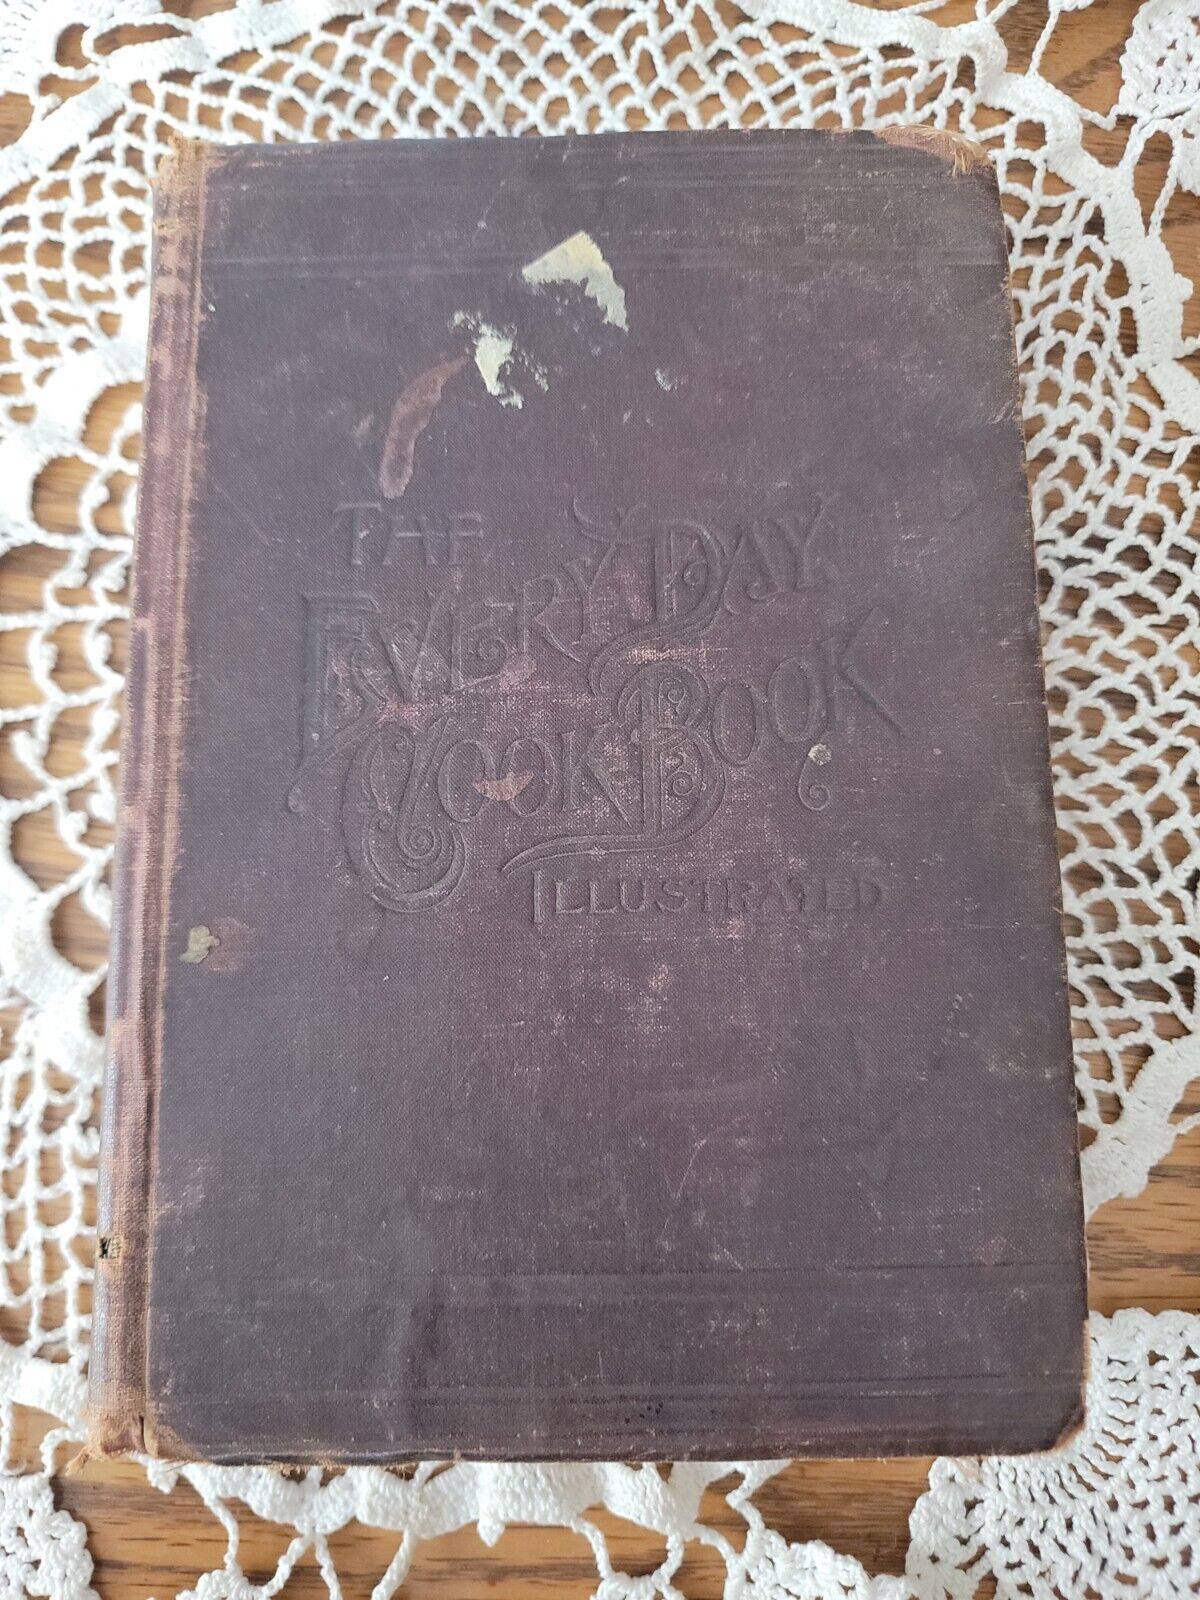 THE
EVERY DAY
COOK BOOK
ILLUSTRATED